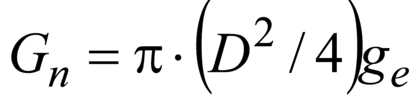 Gₙ = π · (D² / 4)gₑ